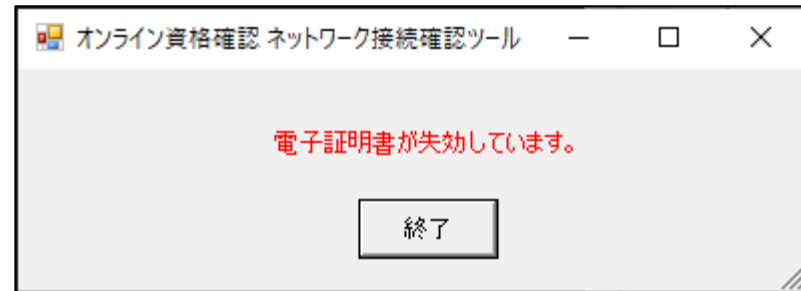 オンライン資格確認 ネットワーク接続確認ツール
電子証明書が失効しています。
終了